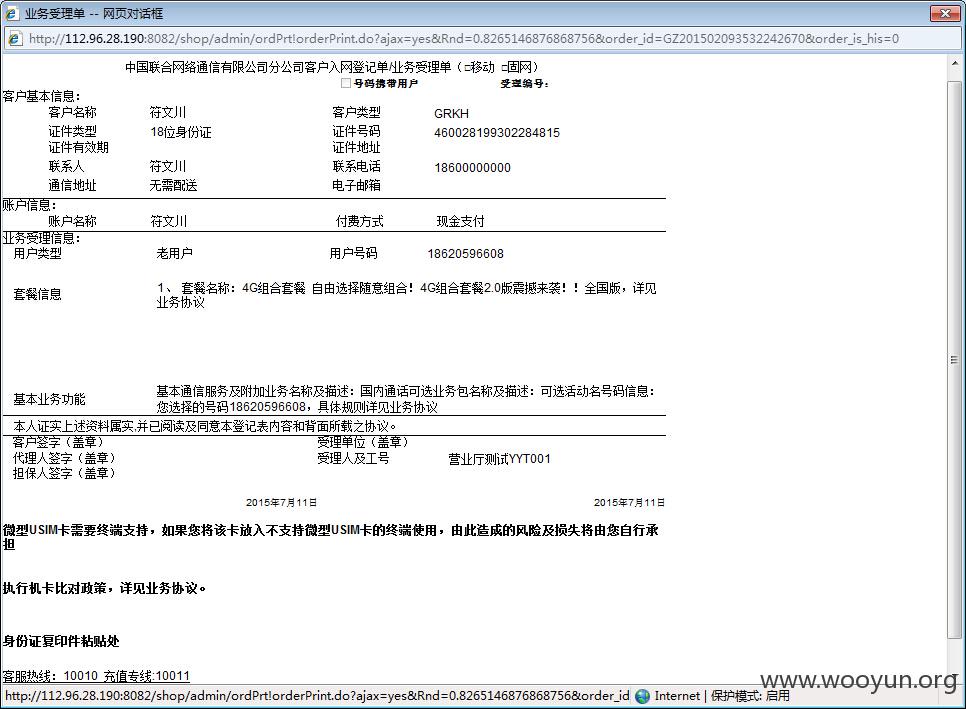 业务受理单 -- 网页对话框
http://112.96.28.190:8082/shop/admin/ordPrt!orderPrint.do?ajax=yes&Rnd=0.8265146876868756&order_id=GZ201502093532242670&order_is_his=0
中国联合网络通信有限公司分公司客户入网登记单/业务受理单（□移动 □固网）
号码携带用户 受理编号：
客户基本信息：
客户名称 符文川 客户类型 GRKH
证件类型 18位身份证 证件号码 460028199302284815
证件有效期 证件地址
联系人 符文川 联系电话 18600000000
通信地址 无需配送 电子邮箱
账户信息：
账户名称 符文川 付费方式 现金支付
业务受理信息：
用户类型 老用户 用户号码 18620596608
套餐信息 1、 套餐名称：4G组合套餐 自由选择随意组合！4G组合套餐2.0版震撼来袭！！全国版，详见
业务协议
基本业务功能 基本通信服务及附加业务名称及描述：国内通话可选业务包名称及描述：可选活动名号码信息：
您选择的号码18620596608，具体规则详见业务协议
本人证实上述资料属实,并已阅读及同意本登记表内容和背面所载之协议。
客户签字（盖章） 受理单位（盖章）
代理人签字（盖章） 受理人及工号 营业厅测试YYT001
担保人签字（盖章）
2015年7月11日 2015年7月11日
微型USIM卡需要终端支持，如果您将该卡放入不支持微型USIM卡的终端使用，由此造成的风险及损失将由您自行承
担
执行机卡比对政策，详见业务协议。
身份证复印件粘贴处
客服热线：10010 充值专线:10011
www.wooyun.org
http://112.96.28.190:8082/shop/admin/ordPrt!orderPrint.do?ajax=yes&Rnd=0.8265146876868756&order_id Internet | 保护模式: 启用